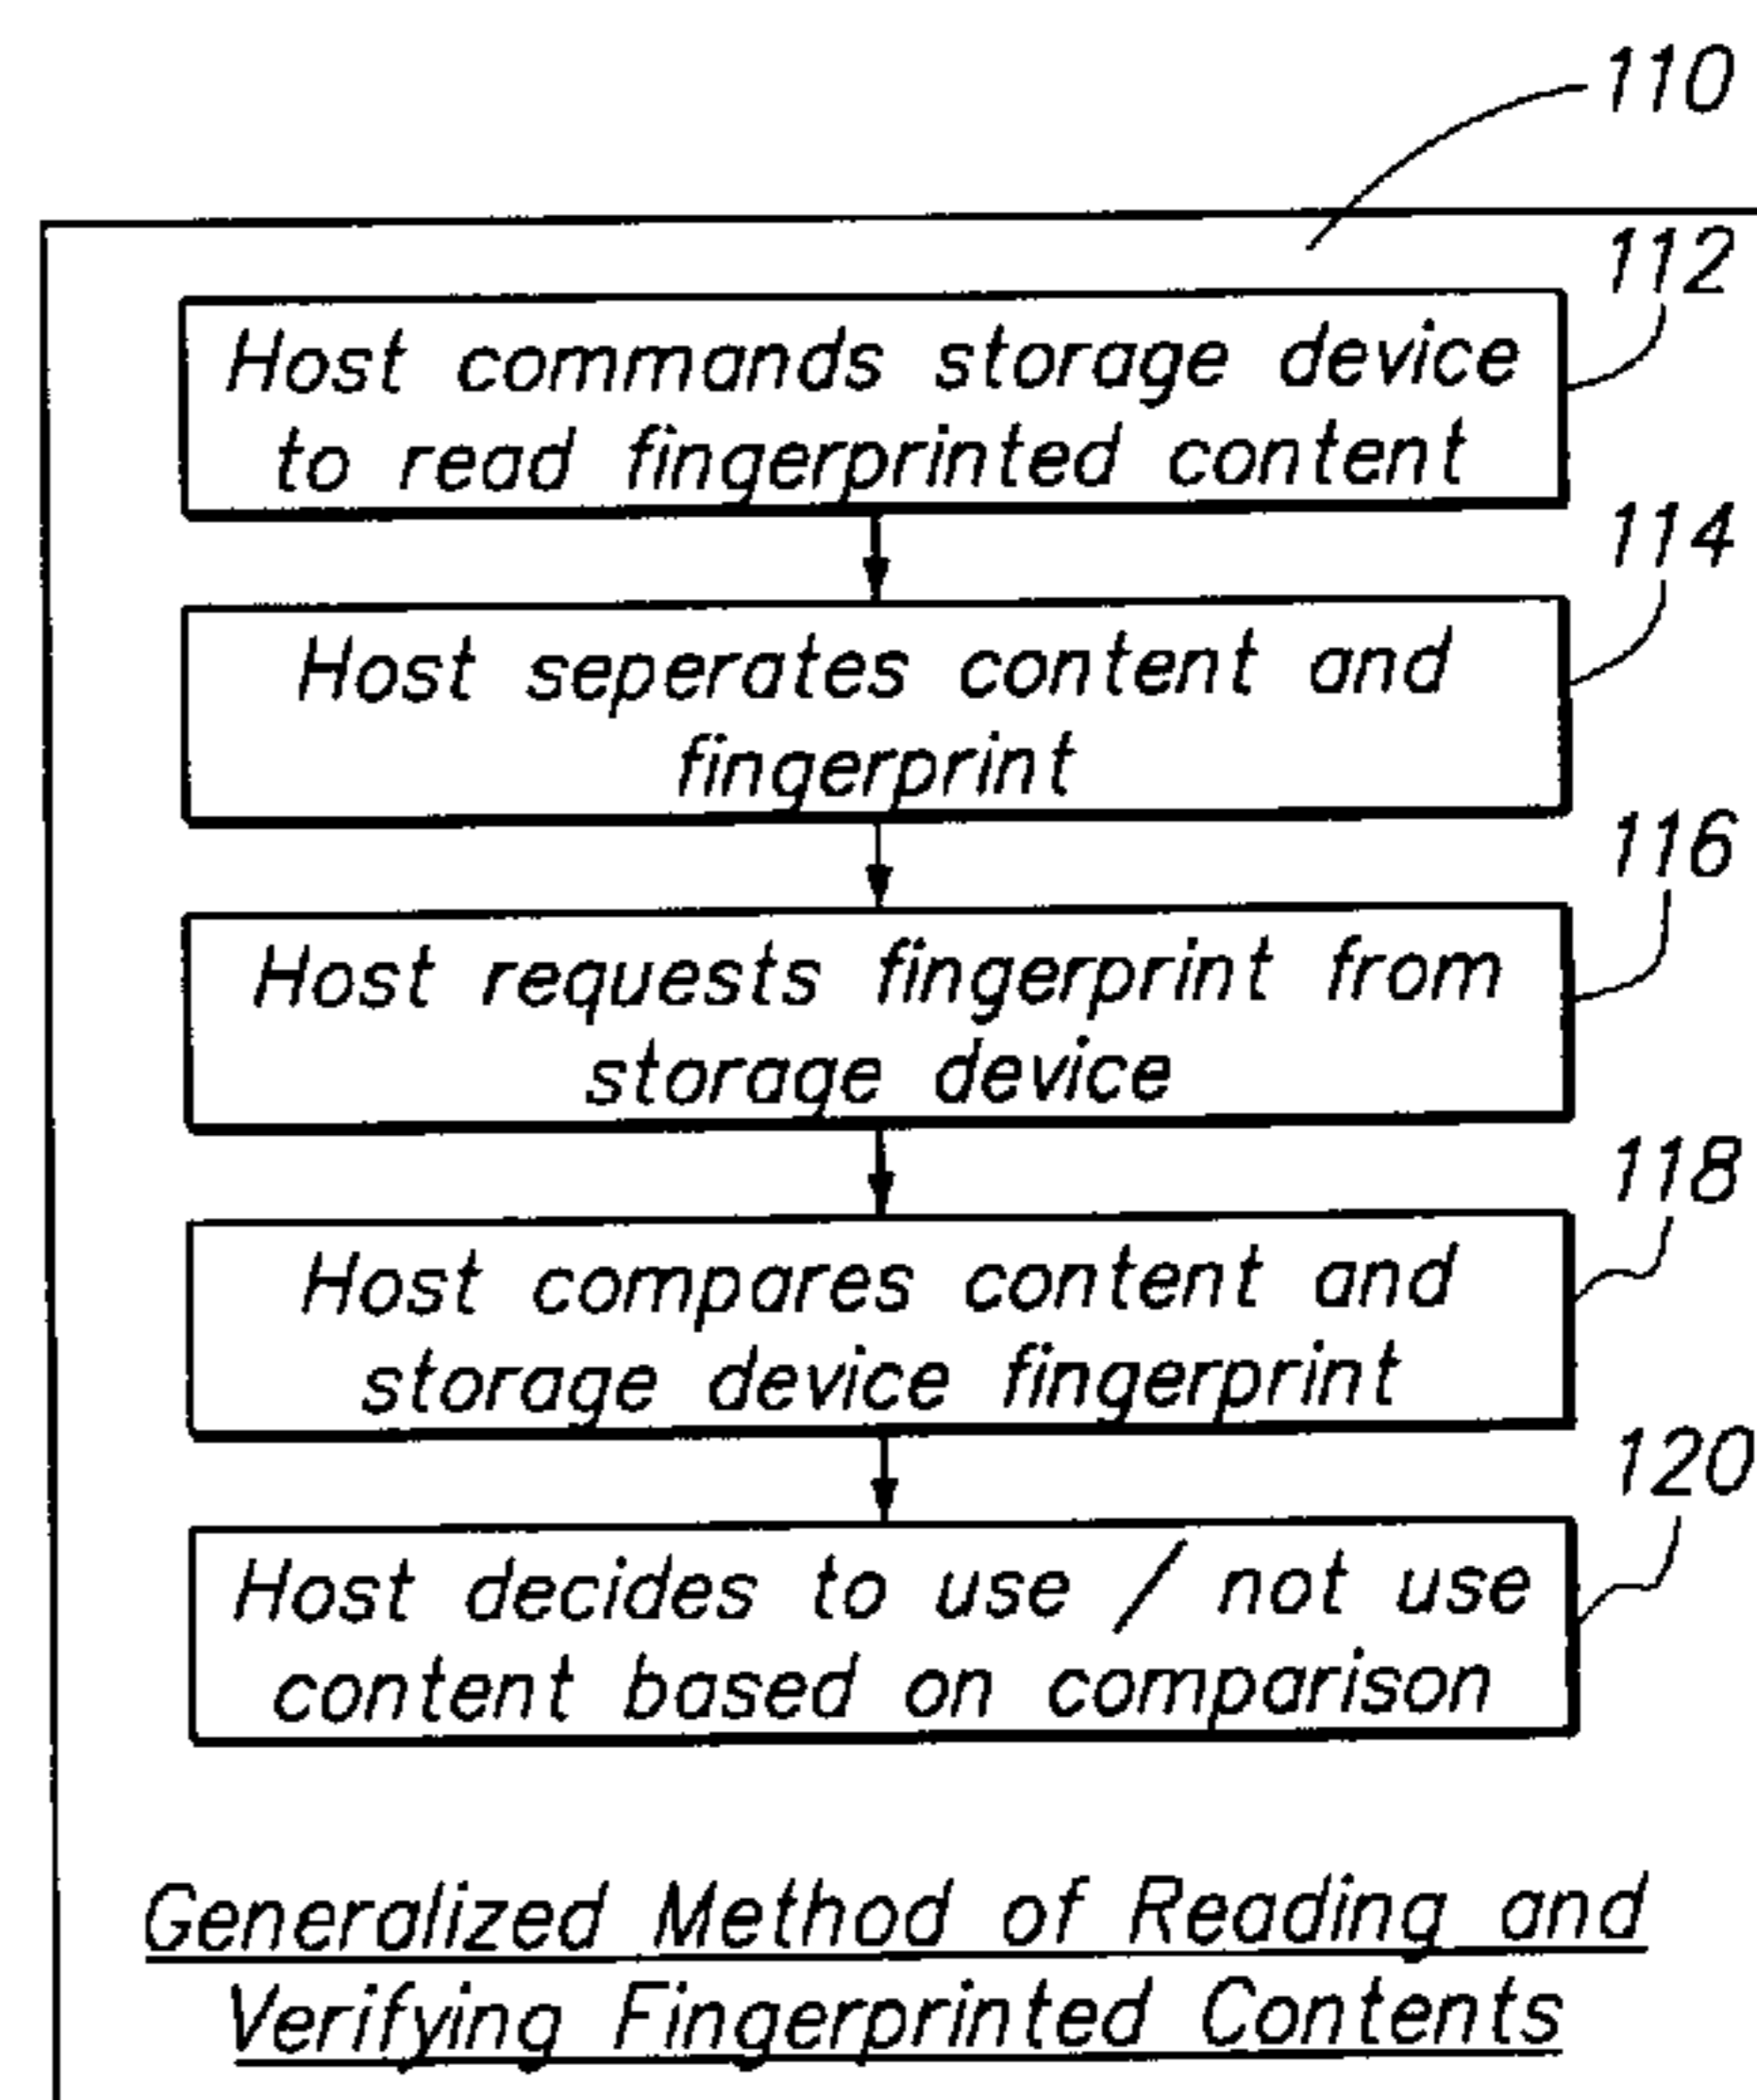 110
112
Host commands storage device
to read fingerprinted content
114
Host seperates content and
fingerprint
116
Host requests fingerprint from
storage device
118
Host compares content and
storage device fingerprint
120
Host decides to use / not use
content based on comparison
Generalized Method of Reading and
Verifying Fingerprinted Contents